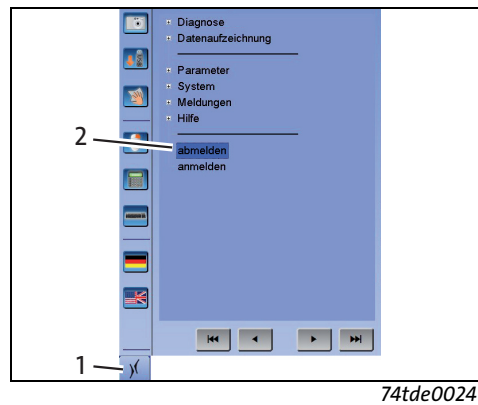 Diagnose
Datenaufzeichnung
Parameter
System
Meldungen
Hilfe
2
abmelden
anmelden
1
74tde0024